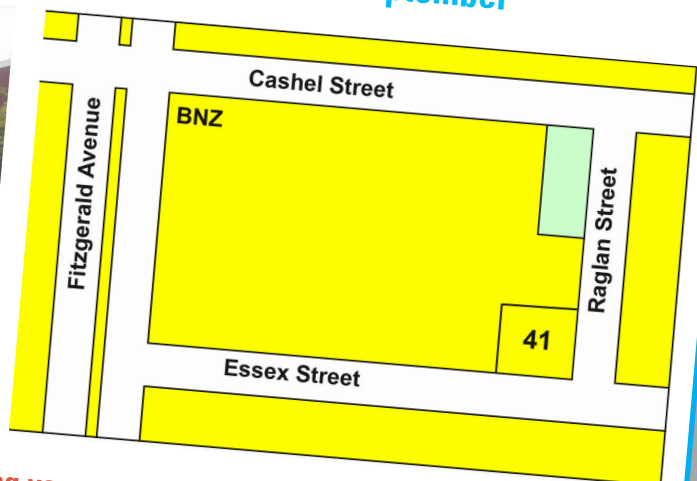 Cashel Street
BNZ
Fitzgerald Avenue
Raglan Street
41
Essex Street